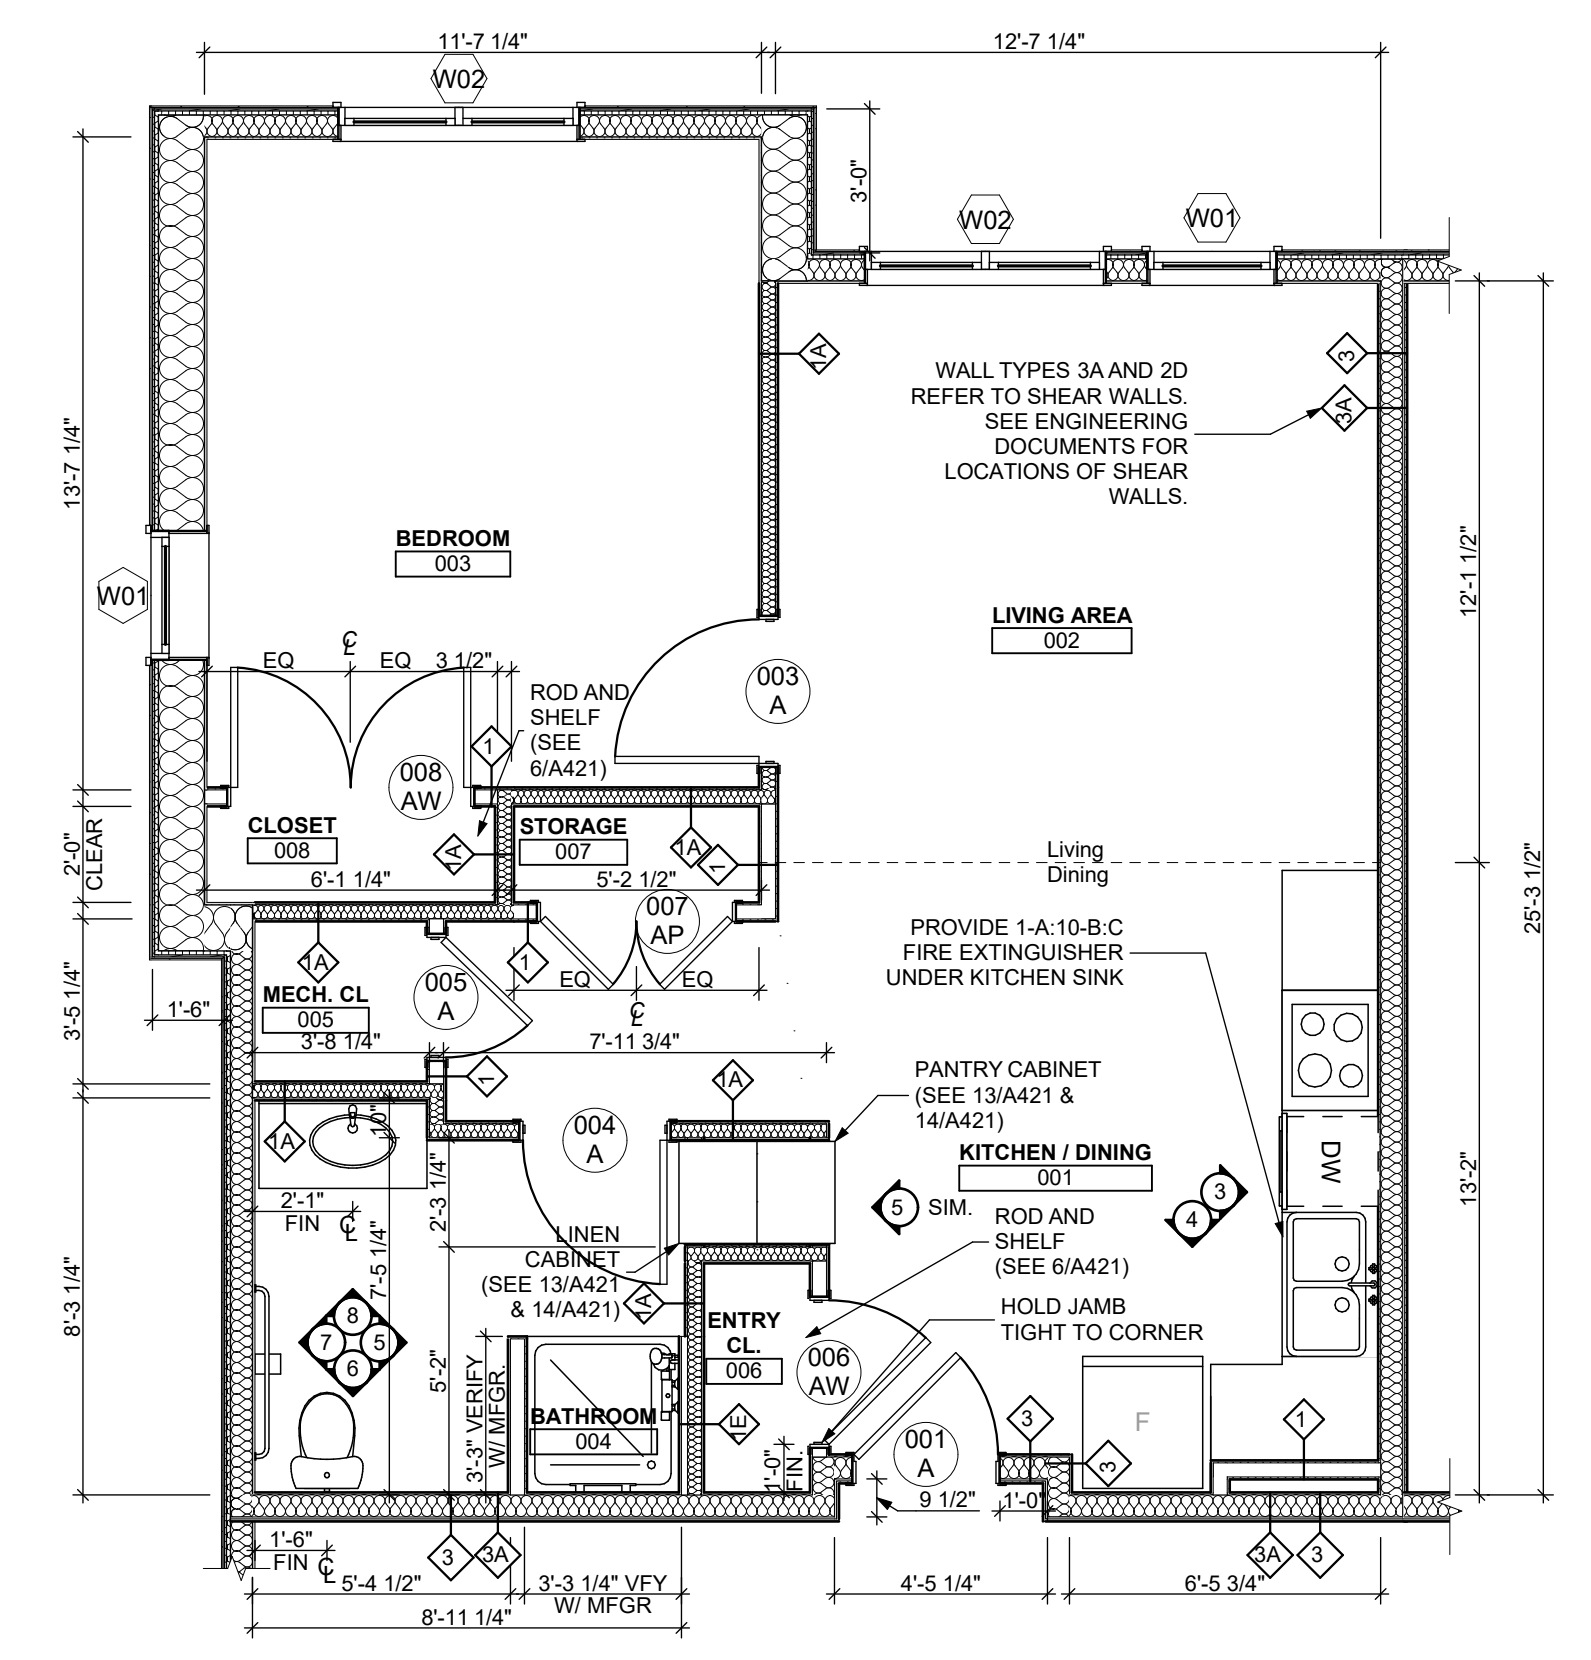 11'-7 1/4"
12'-7 1/4"
W02
3'-0"
W02
W01
13'-7 1/4"
1A
3
WALL TYPES 3A AND 2D
REFER TO SHEAR WALLS.
SEE ENGINEERING
DOCUMENTS FOR
LOCATIONS OF SHEAR
WALLS.
3A
BEDROOM
003
12'-1 1/2"
W01
LIVING AREA
002
EQ
EQ
3 1/2"
003
A
ROD AND
SHELF
(SEE
6/A421)
1
008
AW
CLOSET
008
STORAGE
007
1A
1A
1
2'-0"
CLEAR
Living
Dining
25'-3 1/2"
6'-1 1/4"
5'-2 1/2"
007
AP
PROVIDE 1-A:10-B:C
FIRE EXTINGUISHER
UNDER KITCHEN SINK
1A
1
EQ
EQ
005
A
MECH. CL
005
3'-5 1/4"
1'-6"
3'-8 1/4"
7'-11 3/4"
1
1A
PANTRY CABINET
(SEE 13/A421 &
14/A421)
1A
1'-0"
004
A
KITCHEN / DINING
001
DW
13'-2"
2'-1"
FIN
2'-3 1/4"
5
SIM.
3
4
ROD AND
SHELF
(SEE 6/A421)
LINEN
CABINET
(SEE 13/A421
& 14/A421)
7'-5 1/4"
8'-3 1/4"
1A
HOLD JAMB
TIGHT TO CORNER
ENTRY
CL.
006
8
7
5
6
006
AW
5'-2"
3'-3" VERIFY
W/ MFGR.
BATHROOM
004
1E
F
3
1
001
A
3
1'-0"
FIN.
9 1/2"
1'-0"
1'-6"
FIN
3
3A
3A
3
5'-4 1/2"
3'-3 1/4" VFY
W/ MFGR
4'-5 1/4"
6'-5 3/4"
8'-11 1/4"